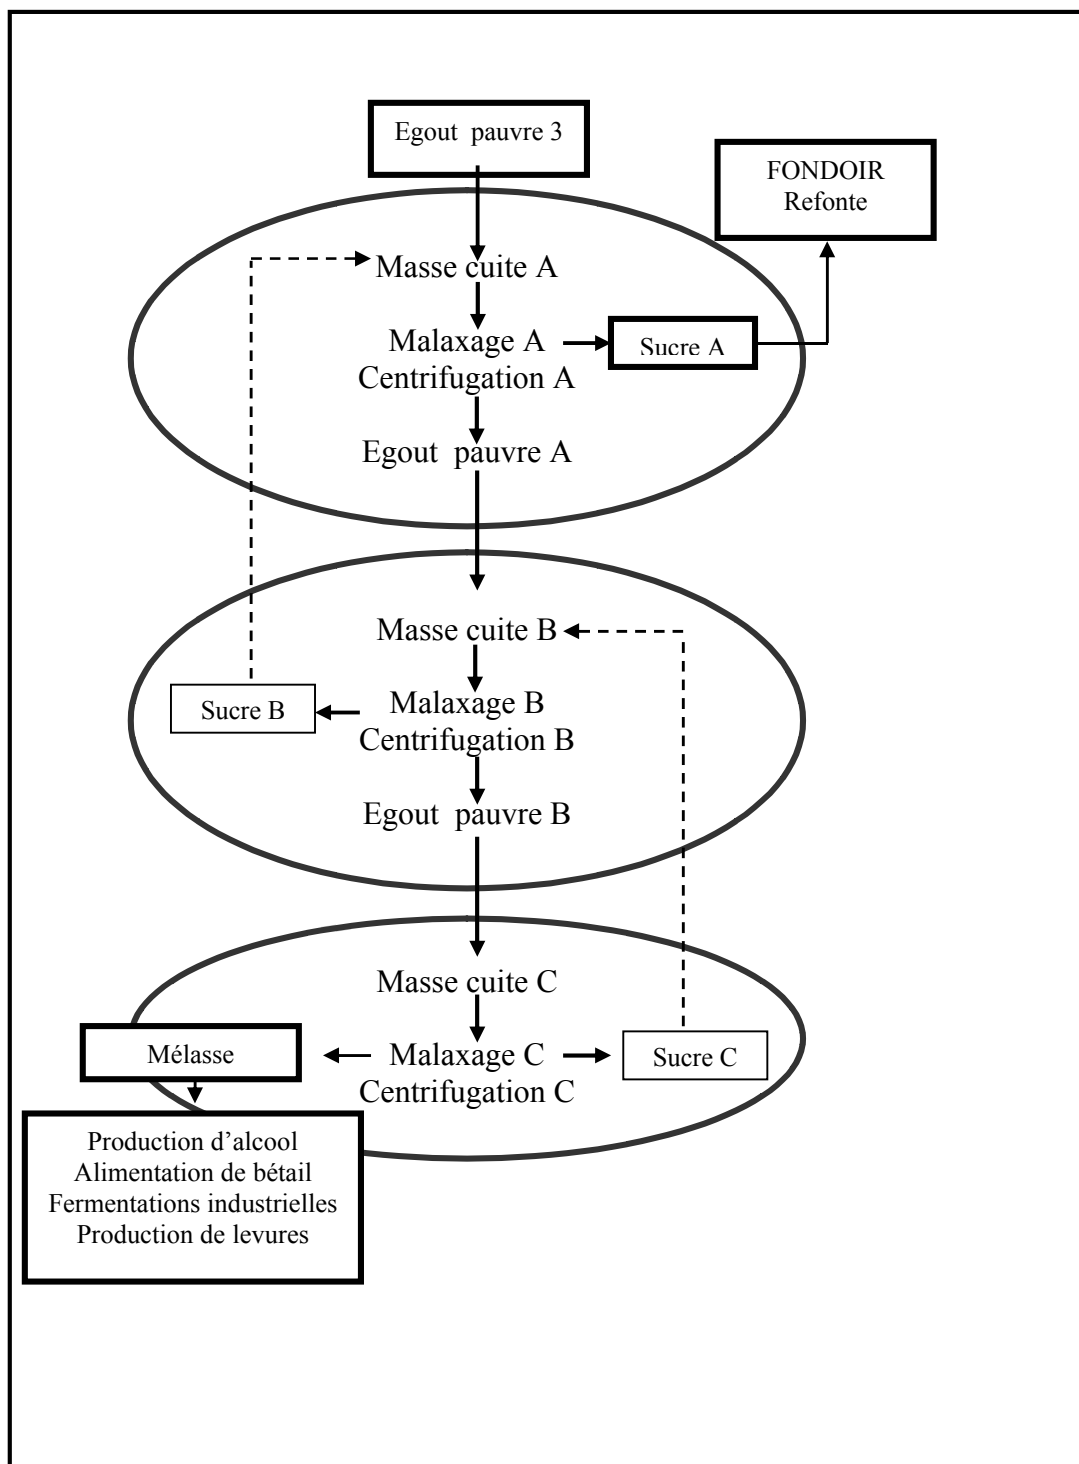 Egout pauvre 3
FONDOIR
Refonte
Masse cuite A
Malaxage A
Centrifugation A
Sucre A
Egout pauvre A
Masse cuite B
Sucre B
Malaxage B
Centrifugation B
Egout pauvre B
Masse cuite C
Mélasse
Malaxage C
Centrifugation C
Sucre C
Production d’alcool
Alimentation de bétail
Fermentations industrielles
Production de levures